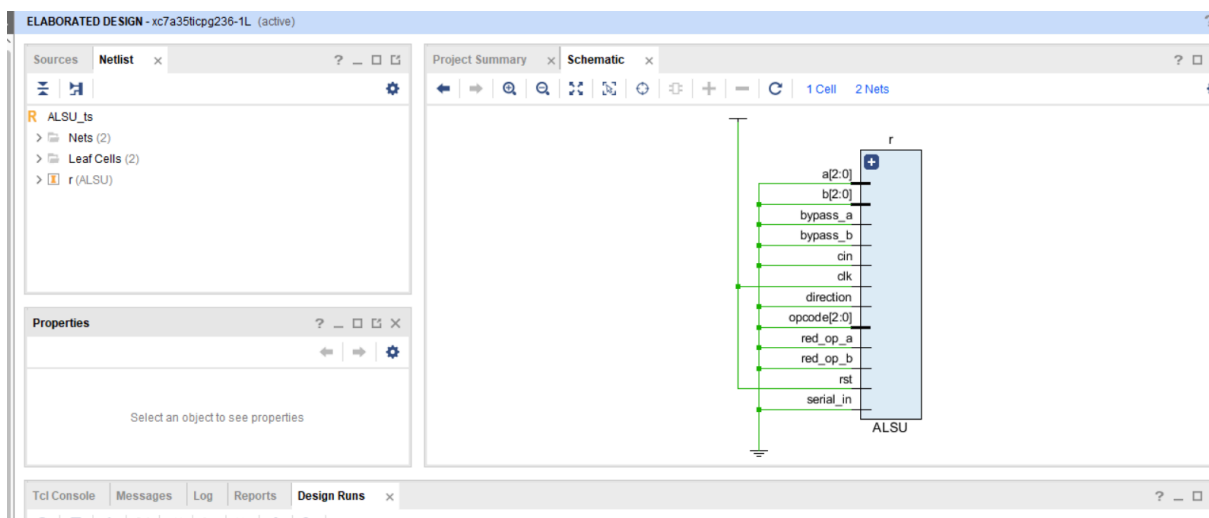 ELABORATED DESIGN - xc7a35ticpg236-1L (active)
?
Sources Netlist x ? _
R ALSU_ts
> Nets (2)
> Leaf Cells (2)
> I r (ALSU)
Properties ? _ X
Select an object to see properties
Project Summary x Schematic x ?
1 Cell 2 Nets
r
a[2:0]
b[2:0]
bypass_a
bypass_b
cin
clk
direction
opcode[2:0]
red_op_a
red_op_b
rst
serial_in
ALSU
Tcl Console Messages Log Reports Design Runs x ? _